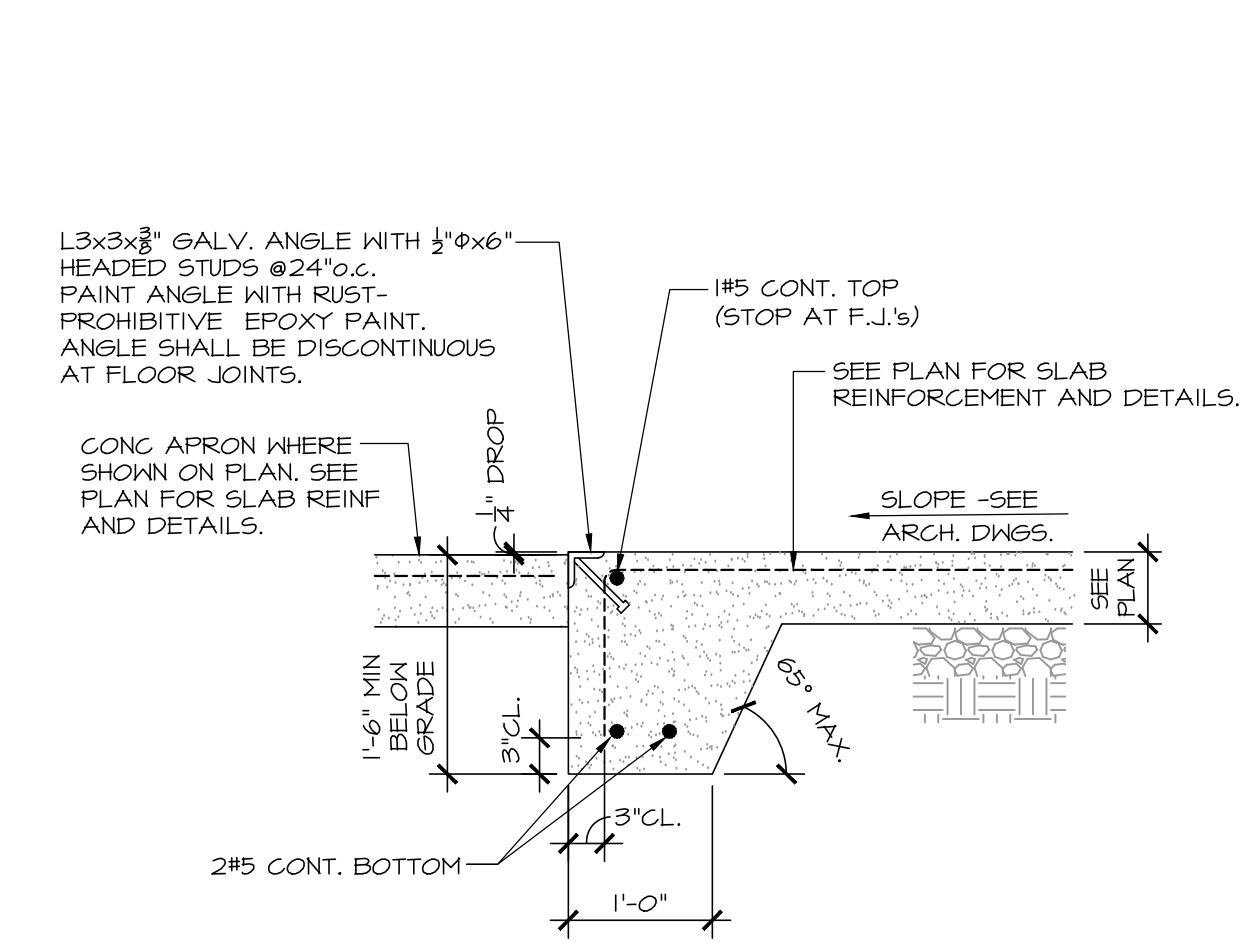 L3x3x3/8" GALV. ANGLE WITH 1/2"Φx6"
HEADED STUDS @24"o.c.
PAINT ANGLE WITH RUST-
PROHIBITIVE EPOXY PAINT.
ANGLE SHALL BE DISCONTINUOUS
AT FLOOR JOINTS.
1#5 CONT. TOP
(STOP AT F.J.'s)
SEE PLAN FOR SLAB
REINFORCEMENT AND DETAILS.
CONC APRON WHERE
SHOWN ON PLAN. SEE
PLAN FOR SLAB REINF
AND DETAILS.
1/4" DROP
SLOPE -SEE
ARCH. DWGS.
SEE
PLAN
1'-6" MIN
BELOW
GRADE
3"CL.
65° MAX.
3"CL.
2#5 CONT. BOTTOM
1'-0"